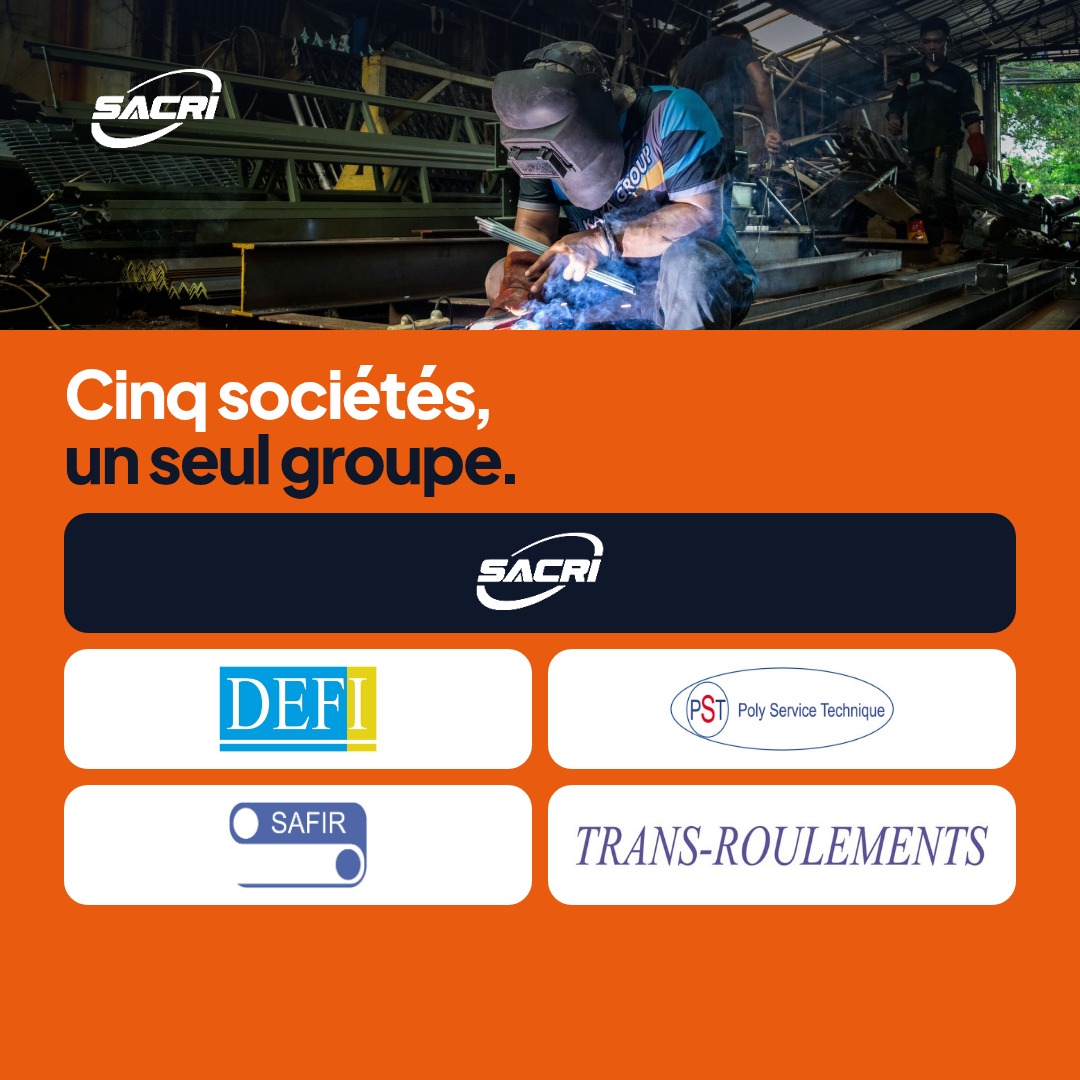 SACRI
Cinq sociétés,
un seul groupe.
SACRI
DEFI
PST Poly Service Technique
SAFIR
TRANS-ROULEMENTS